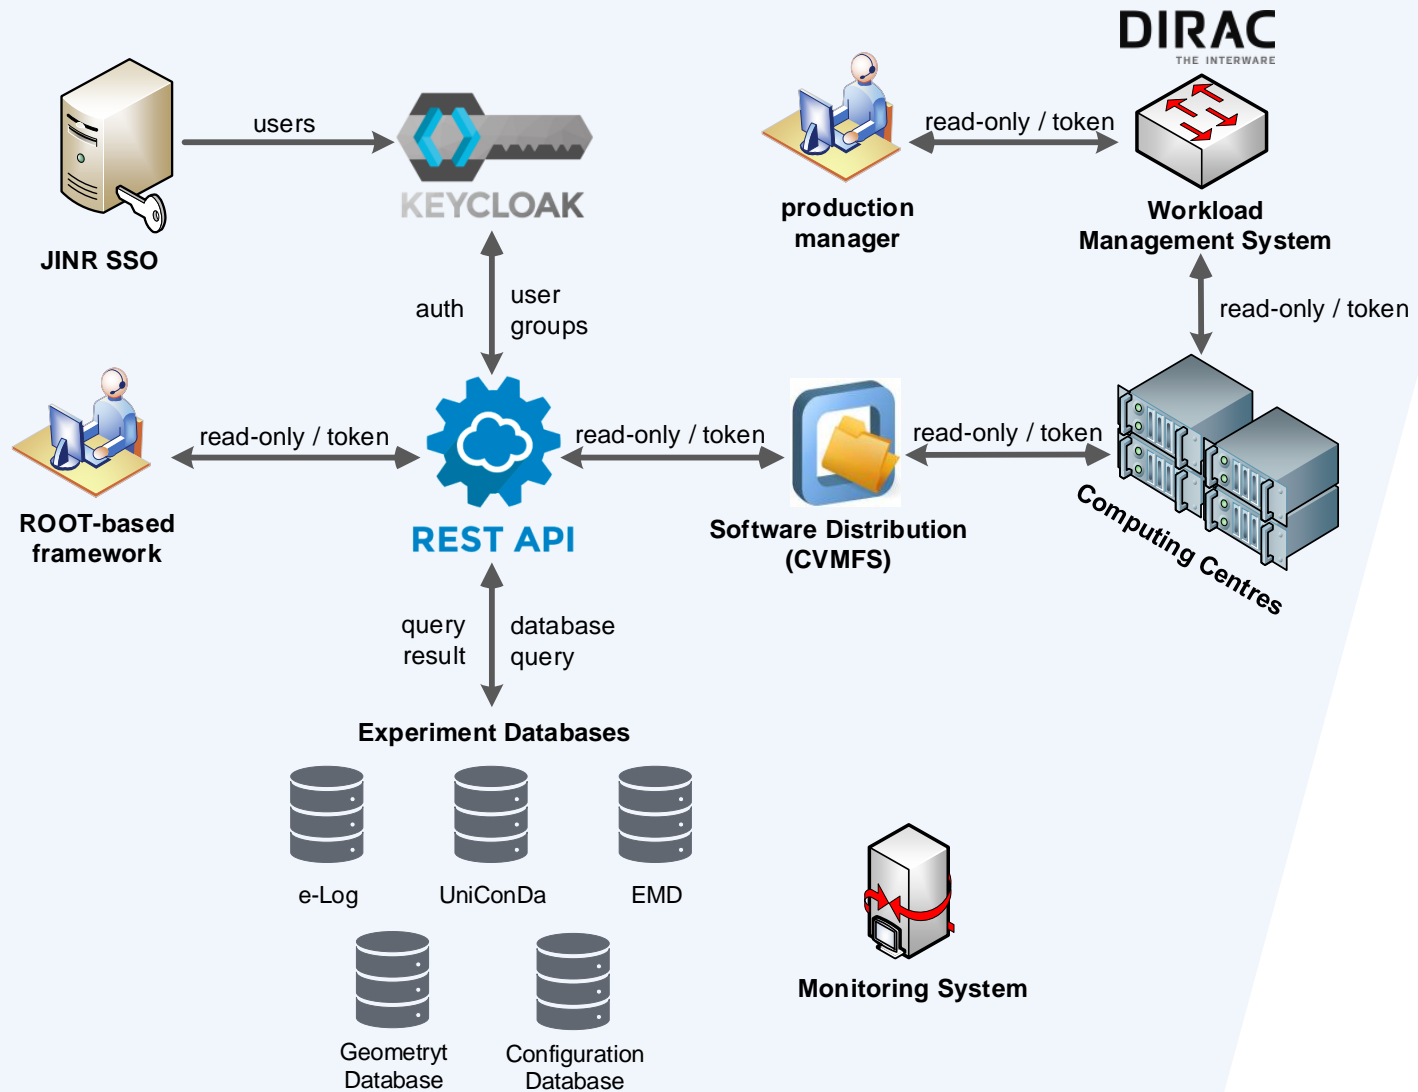 DIRAC
THE INTERWARE
users
KEYCLOAK
JINR SSO
read-only / token
production
manager
Workload
Management System
auth
user
groups
read-only / token
read-only / token
ROOT-based
framework
REST API
read-only / token
Software Distribution
(CVMFS)
read-only / token
Computing Centres
query
result
database
query
Experiment Databases
e-Log
UniConDa
EMD
Geometryt
Database
Configuration
Database
Monitoring System